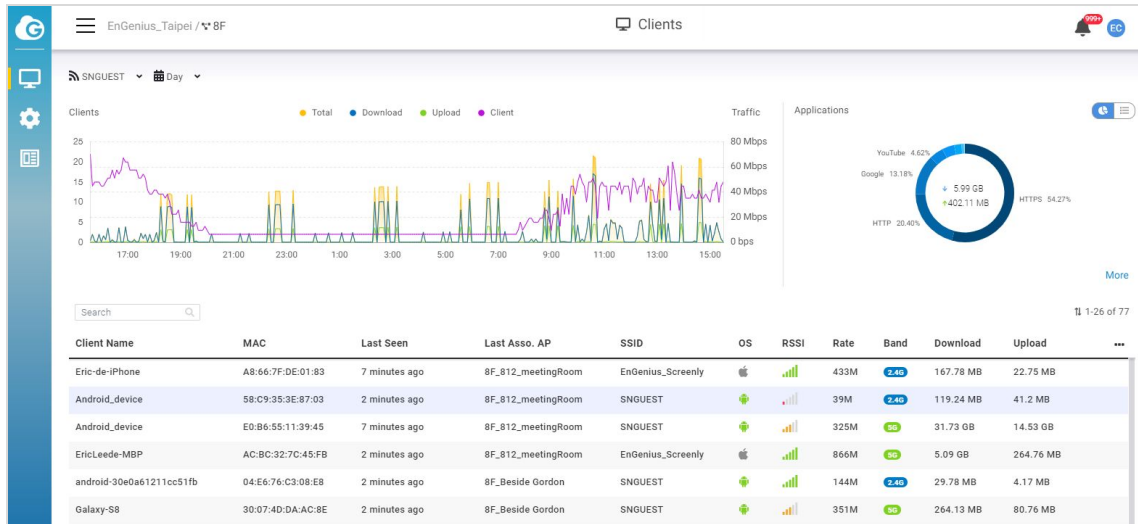 G
EnGenius_Taipei / 8F
Clients
999+
EC
SNGUEST
Day
Clients
Total
Download
Upload
Client
Traffic
25
20
15
10
5
0
80 Mbps
60 Mbps
40 Mbps
20 Mbps
0 bps
17:00 19:00 21:00 23:00 1:00 3:00 5:00 7:00 9:00 11:00 13:00 15:00
Applications
YouTube 4.62%
Google 13.18%
HTTP 20.40%
HTTPS 54.27%
5.99 GB
402.11 MB
More
Search
1-26 of 77
Client Name MAC Last Seen Last Asso. AP SSID OS RSSI Rate Band Download Upload
Eric-de-iPhone A8:66:7F:DE:01:83 7 minutes ago 8F_812_meetingRoom EnGenius_Screenly 433M 2.4G 167.78 MB 22.75 MB
Android_device 58:C9:35:3E:87:03 2 minutes ago 8F_812_meetingRoom SNGUEST 39M 2.4G 119.24 MB 41.2 MB
Android_device E0:B6:55:11:39:45 7 minutes ago 8F_812_meetingRoom SNGUEST 325M 5G 31.73 GB 14.53 GB
EricLeede-MBP AC:BC:32:7C:45:FB 2 minutes ago 8F_812_meetingRoom EnGenius_Screenly 866M 5G 5.09 GB 264.76 MB
android-30e0a61211cc51fb 04:E6:76:C3:08:E8 2 minutes ago 8F_Beside Gordon SNGUEST 144M 2.4G 29.78 MB 4.17 MB
Galaxy-S8 30:07:4D:DA:AC:8E 2 minutes ago 8F_Beside Gordon SNGUEST 351M 5G 264.13 MB 80.76 MB